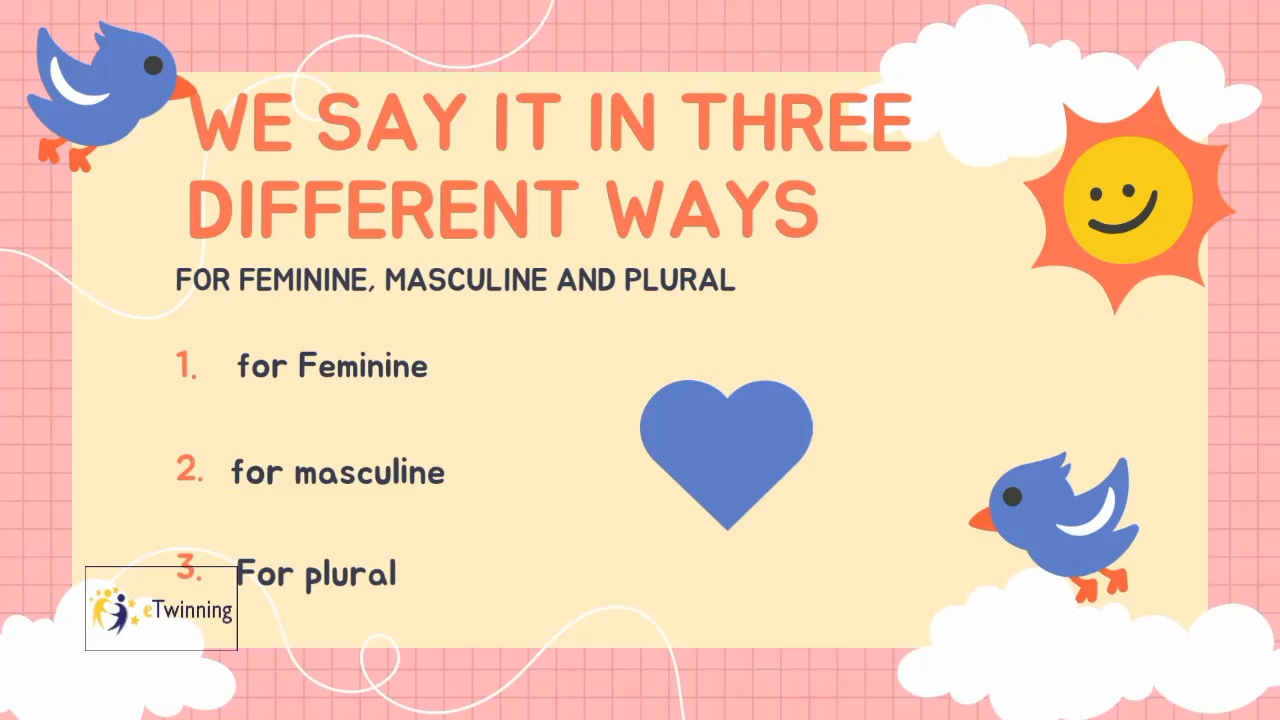 WE SAY IT IN THREE
DIFFERENT WAYS
FOR FEMININE, MASCULINE AND PLURAL
1. for Feminine
2. for masculine
3. For plural
eTwinning